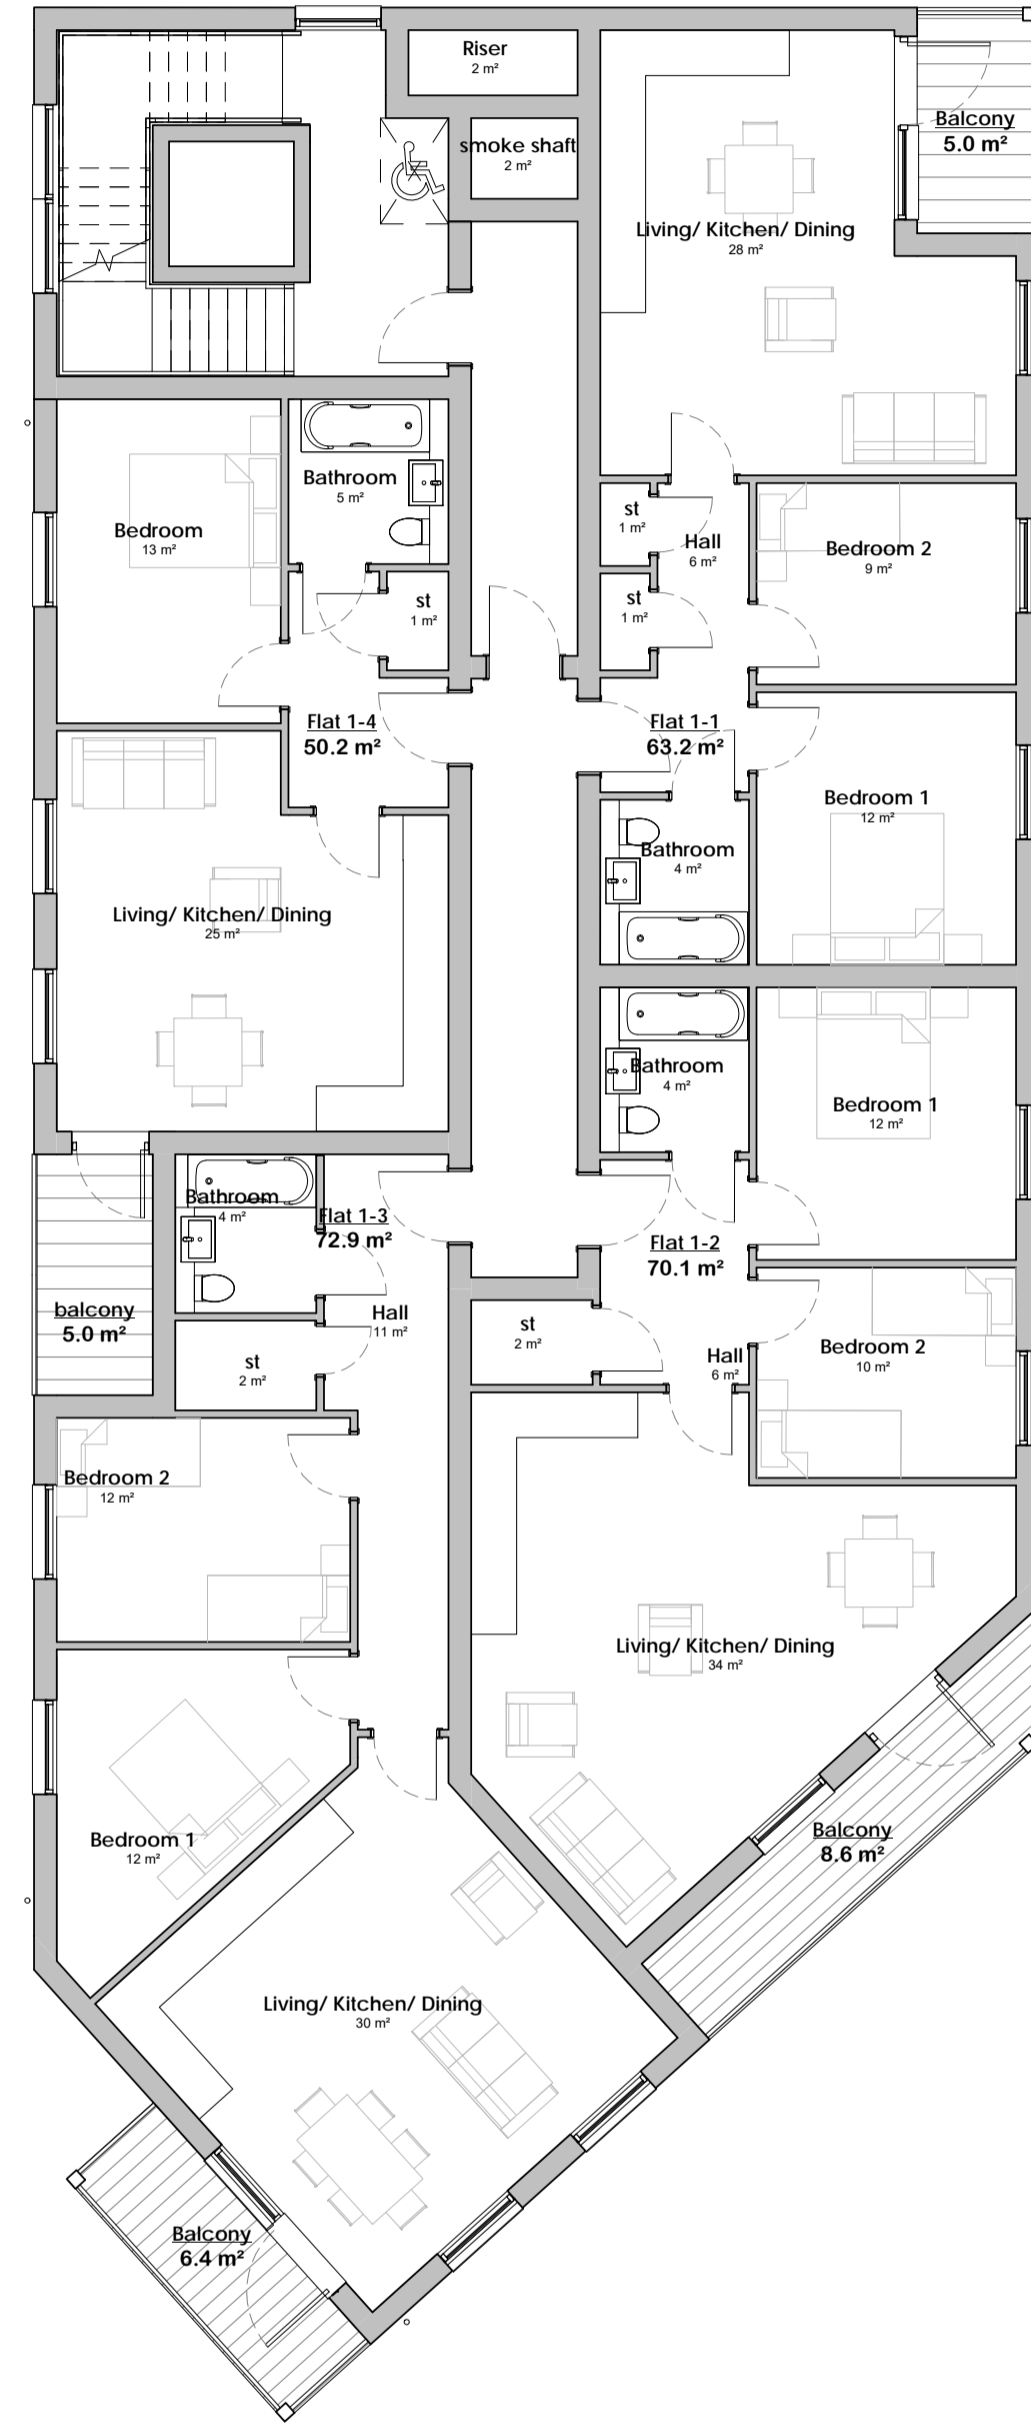 Riser
2 m²
smoke shaft
2 m²
Balcony
5.0 m²
Living/ Kitchen/ Dining
28 m²
Bathroom
5 m²
Bedroom
13 m²
st
1 m²
Hall
6 m²
Bedroom 2
9 m²
st
1 m²
st
1 m²
Flat 1-4
50.2 m²
Flat 1-1
63.2 m²
Bedroom 1
12 m²
Bathroom
4 m²
Living/ Kitchen/ Dining
25 m²
Bathroom
4 m²
Bedroom 1
12 m²
Bathroom
4 m²
Flat 1-3
72.9 m²
Flat 1-2
70.1 m²
balcony
5.0 m²
Hall
11 m²
st
2 m²
st
2 m²
Hall
6 m²
Bedroom 2
10 m²
Bedroom 2
12 m²
Living/ Kitchen/ Dining
34 m²
Bedroom 1
12 m²
Balcony
8.6 m²
Living/ Kitchen/ Dining
30 m²
Balcony
6.4 m²